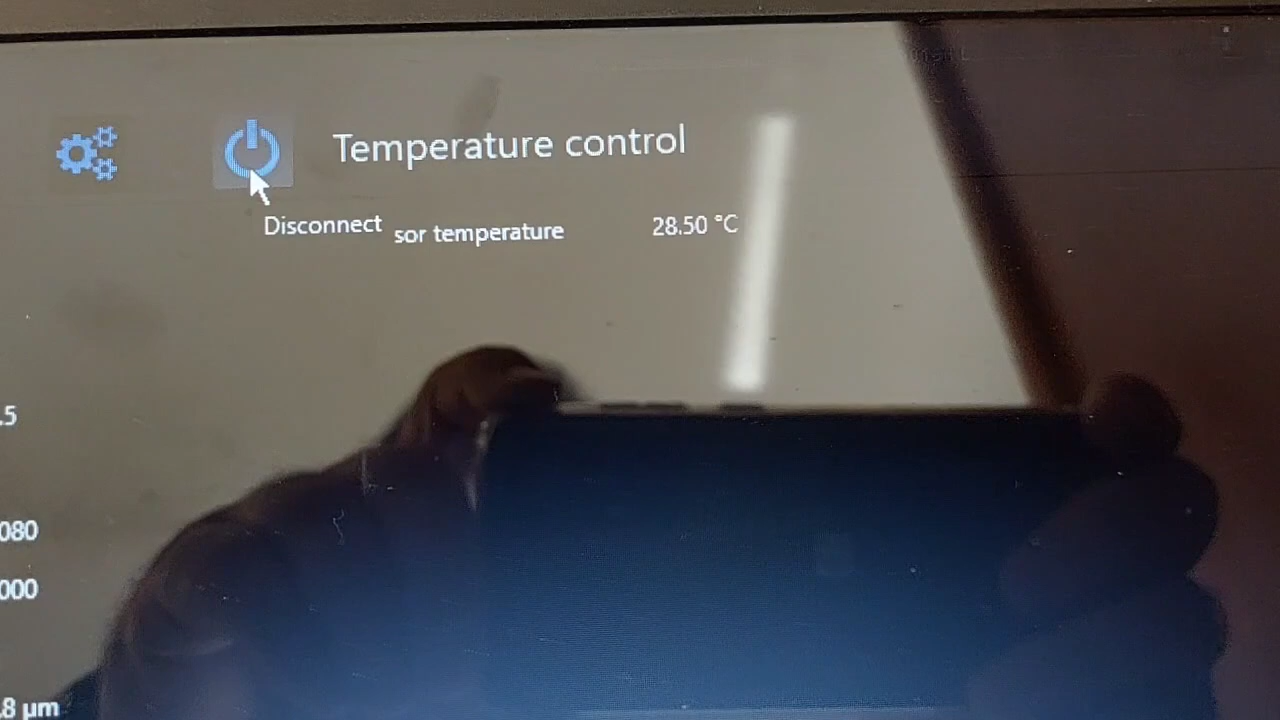 Temperature control
Disconnect sor temperature 28.50 °C
.5
080
000
.8 µm